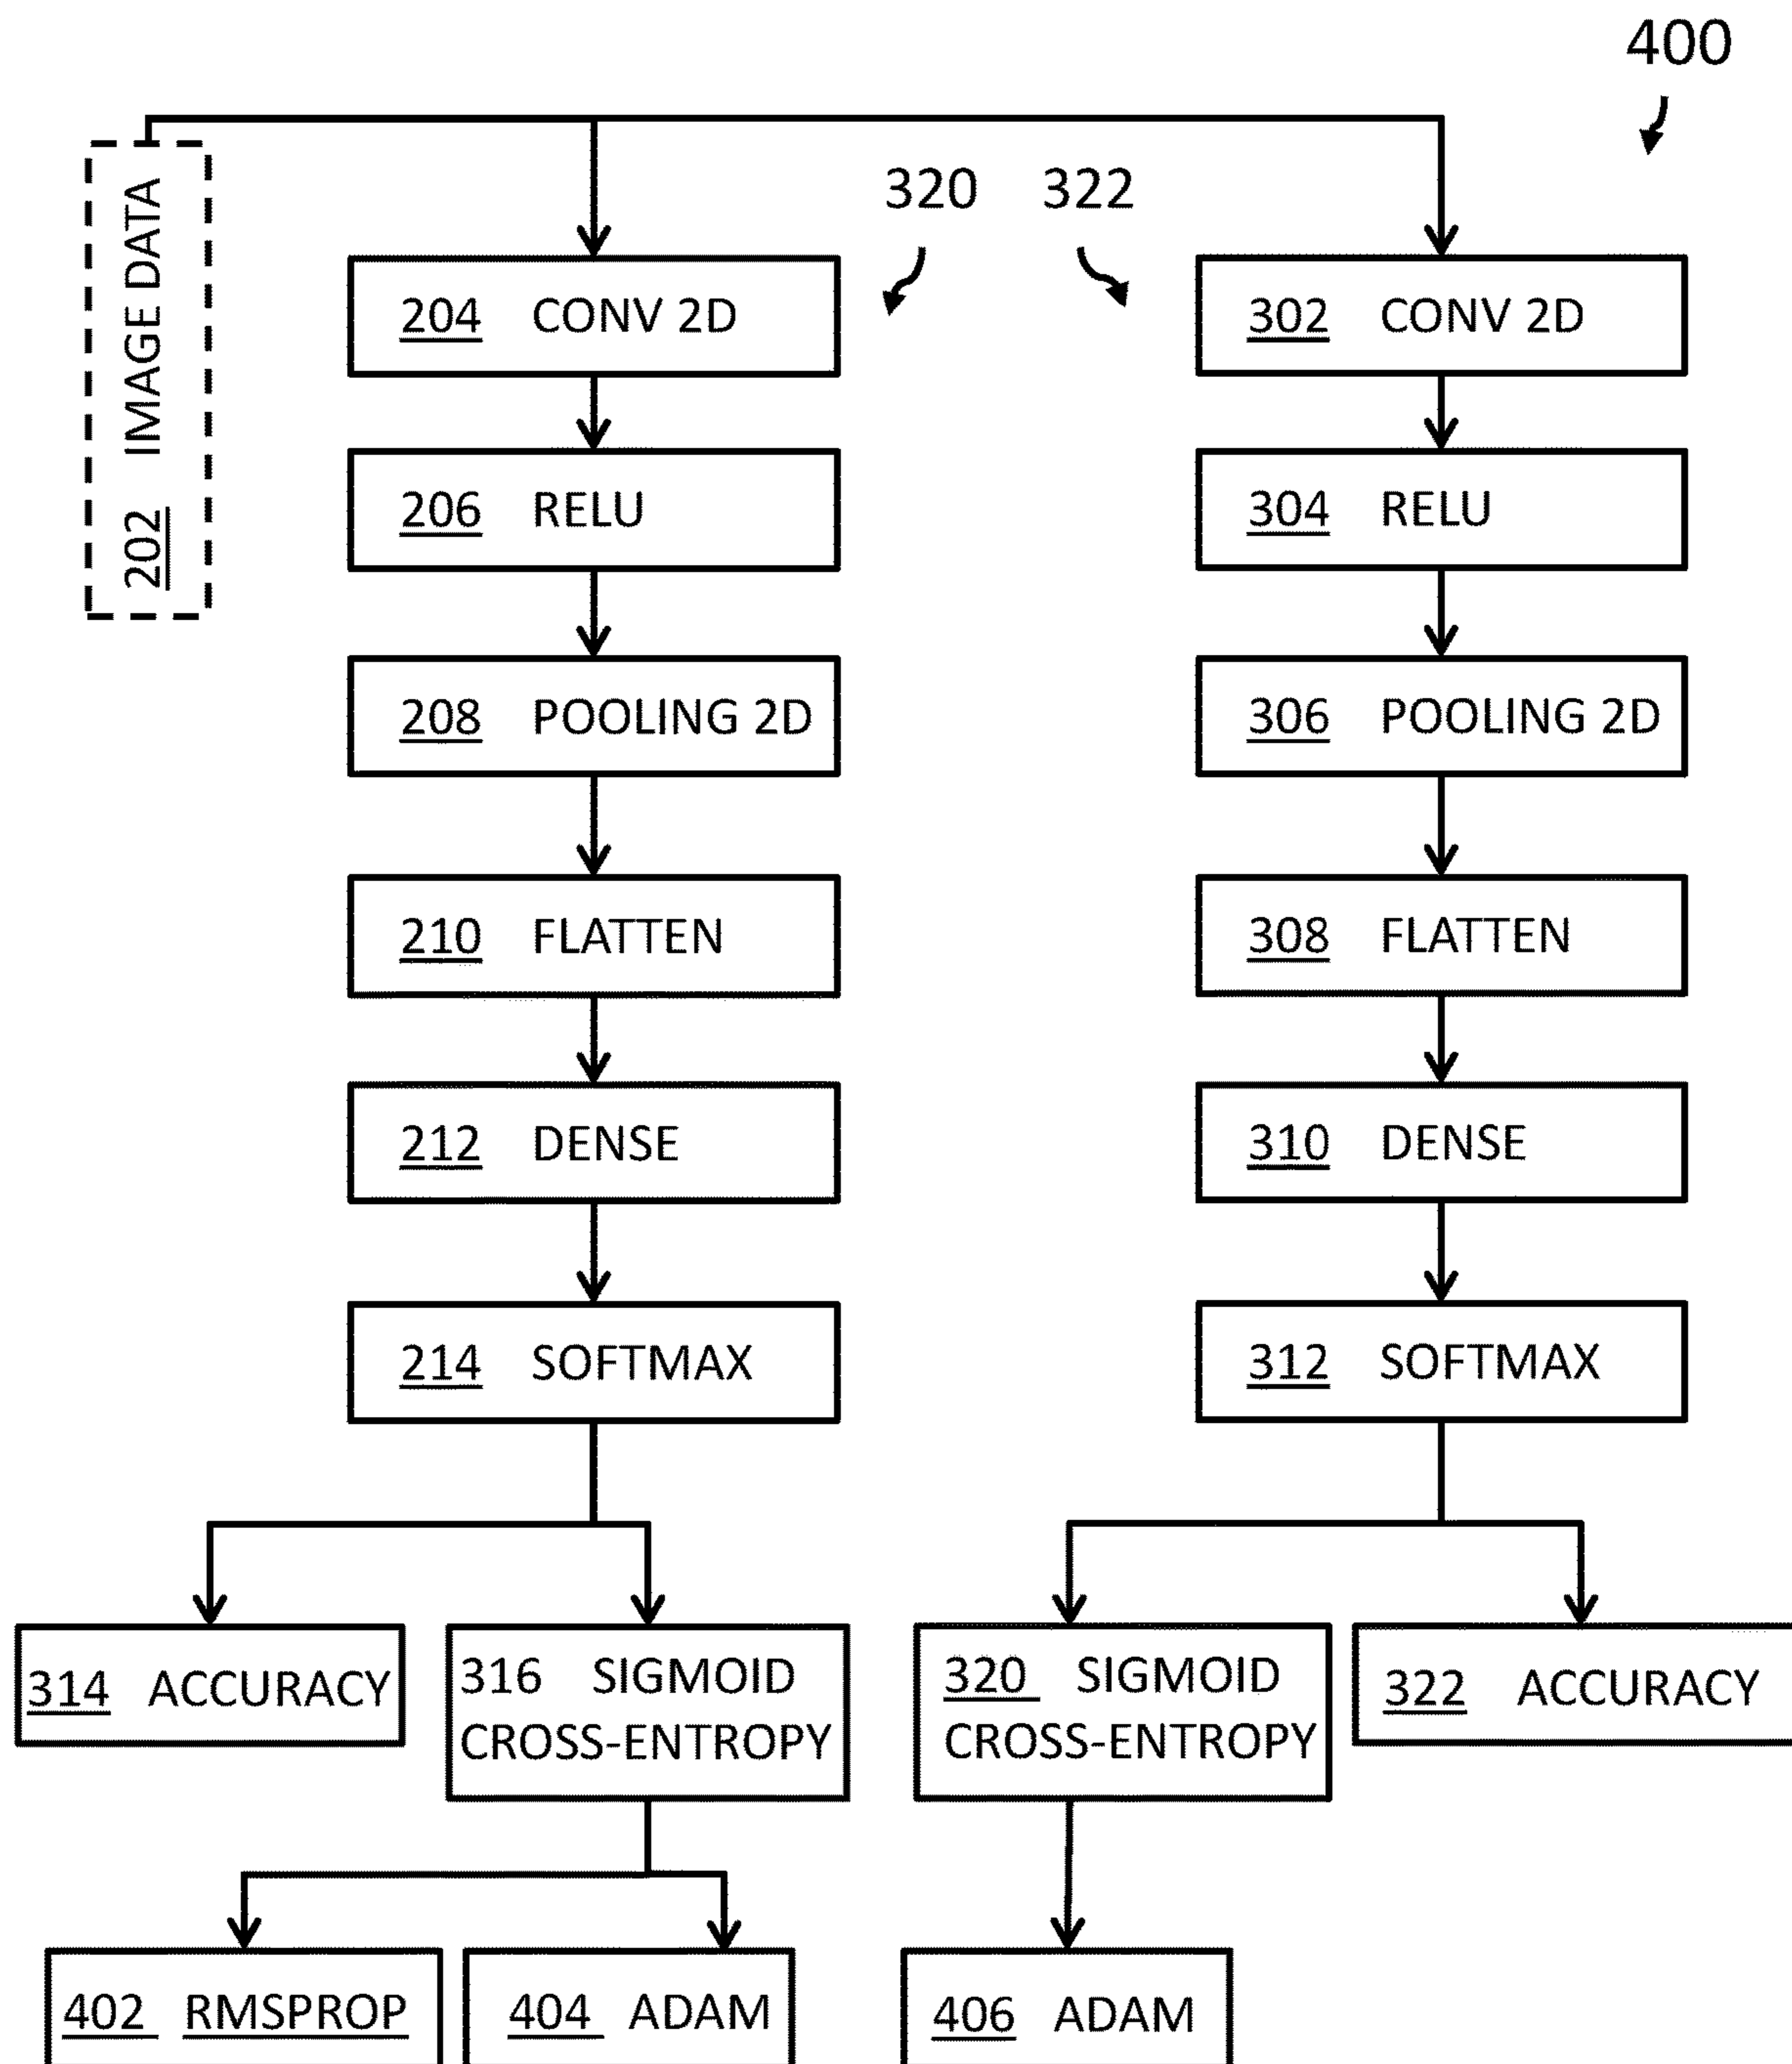 400
320 322
202 IMAGE DATA
204 CONV 2D
302 CONV 2D
206 RELU
304 RELU
208 POOLING 2D
306 POOLING 2D
210 FLATTEN
308 FLATTEN
212 DENSE
310 DENSE
214 SOFTMAX
312 SOFTMAX
314 ACCURACY
316 SIGMOID
CROSS-ENTROPY
320 SIGMOID
CROSS-ENTROPY
322 ACCURACY
402 RMSPROP
404 ADAM
406 ADAM